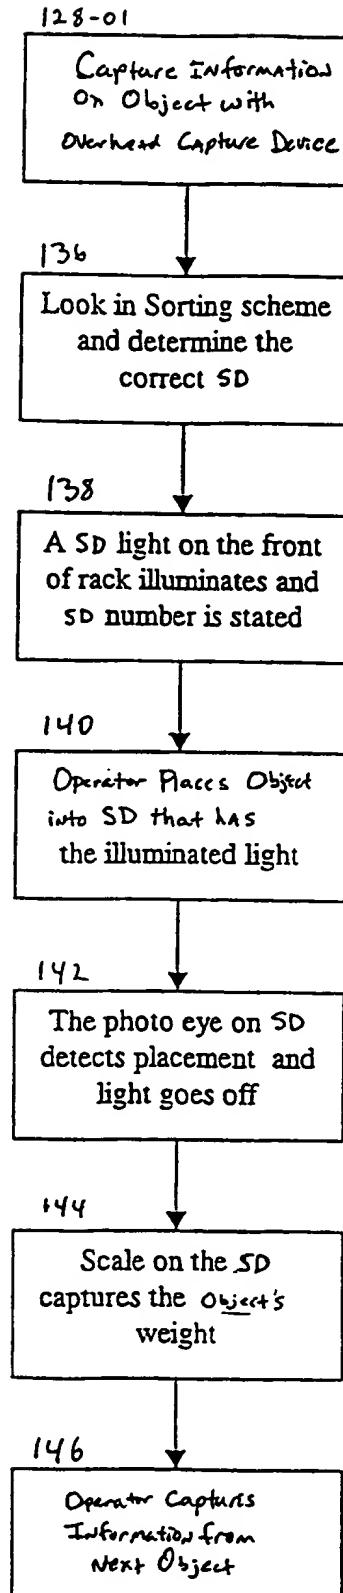 128-01
Capture Information
On Object with
Overhead Capture Device
136
Look in Sorting scheme
and determine the
correct SD
138
A SD light on the front
of rack illuminates and
SD number is stated
140
Operator Places Object
into SD that has
the illuminated light
142
The photo eye on SD
detects placement and
light goes off
144
Scale on the SD
captures the Object's
weight
146
Operator Capturis
Information from
Next Object